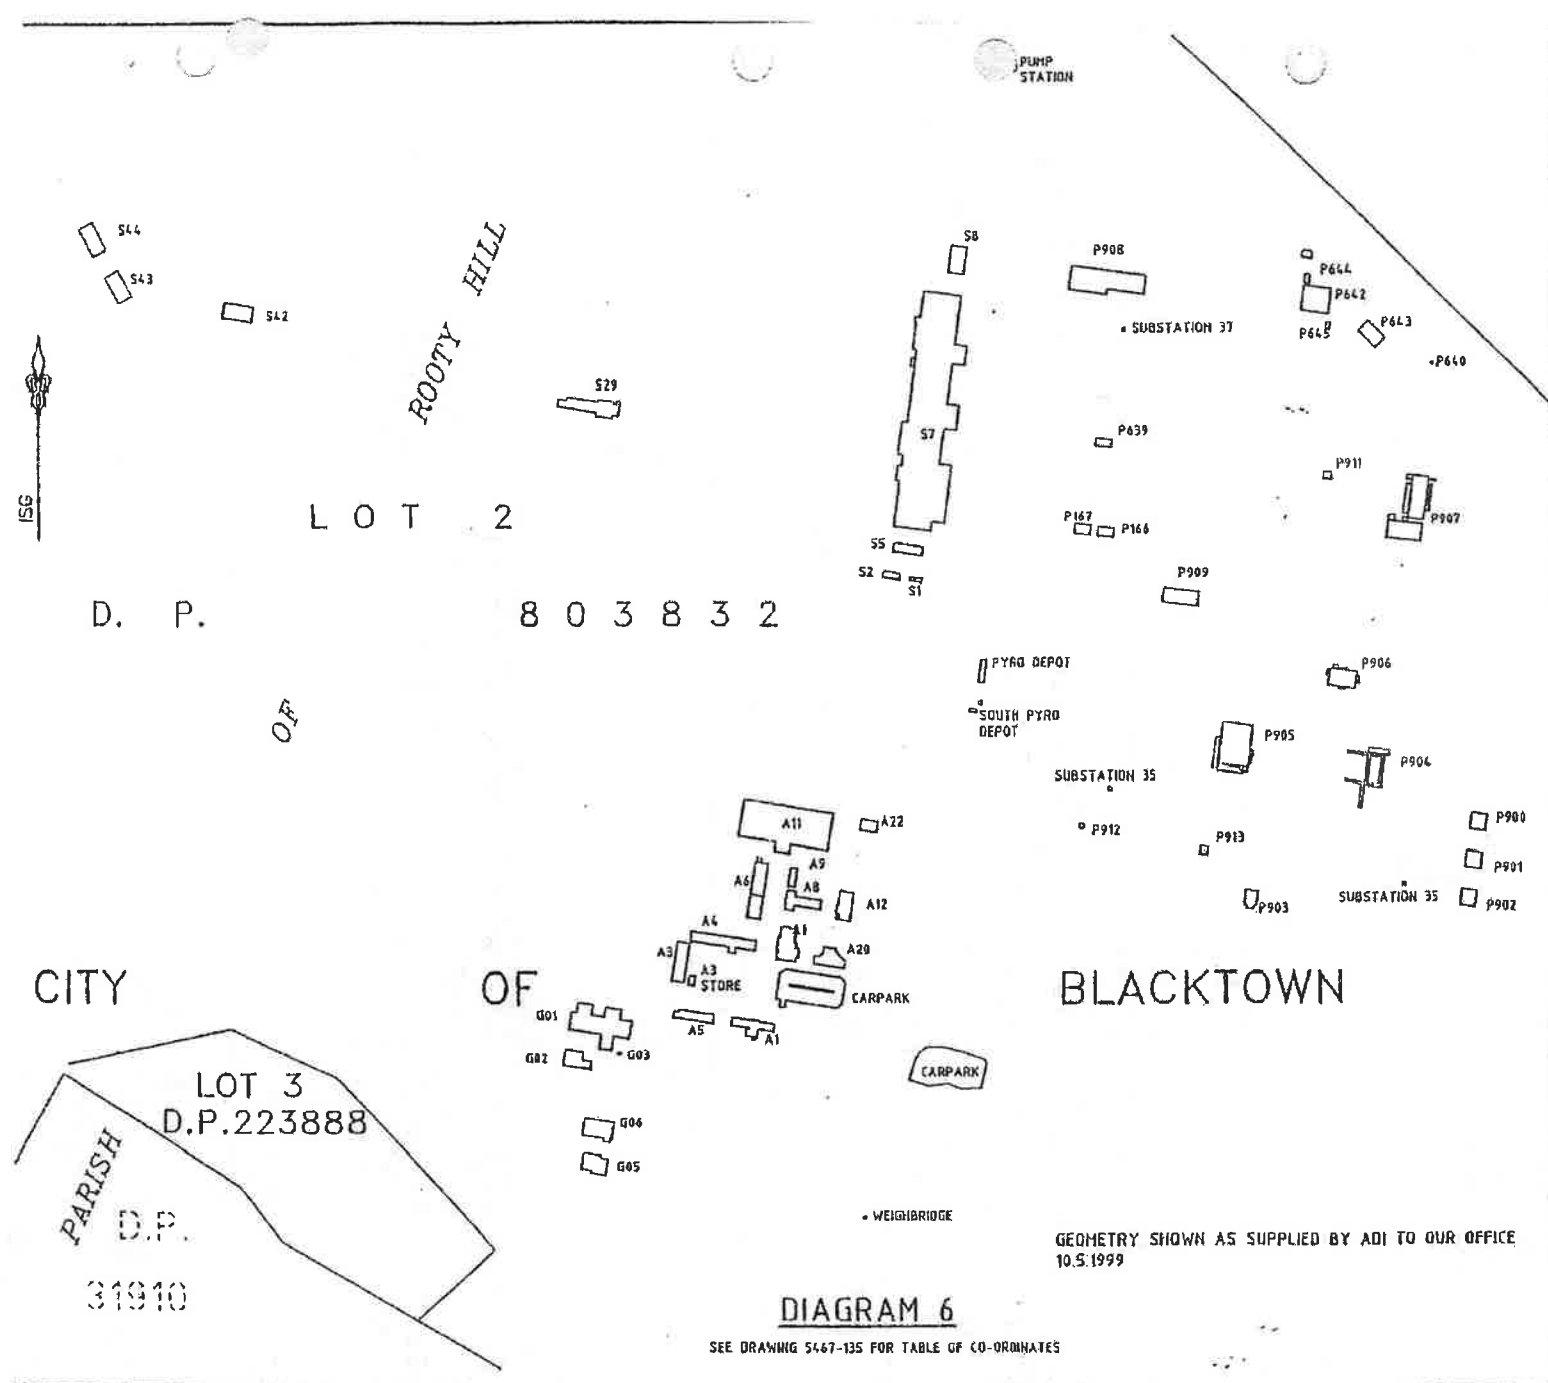 PUMP
STATION
S44
S43
S42
ROOTY HILL
S8
P908
P644
P642
P645
P643
SUBSTATION 37
P640
S29
ISG
S7
P639
P911
LOT 2
P167
P166
P907
S5
S2
S1
P909
D. P. 803832
PYRO DEPOT
P906
SOUTH PYRO
DEPOT
OF
P905
P904
SUBSTATION 35
A11
A22
P912
P913
P900
A9
A6
A8
P901
A12
SUBSTATION 35
P902
P903
A4
A20
A3
A3
STORE
CITY OF BLACKTOWN
CARPARK
G01
A5
A1
G02
G03
CARPARK
LOT 3
D.P.223888
G06
G05
PARISH
D.P.
31910
WEIGHBRIDGE
GEOMETRY SHOWN AS SUPPLIED BY ADI TO OUR OFFICE
10.5.1999
DIAGRAM 6
SEE DRAWING 5467-135 FOR TABLE OF CO-ORDINATES